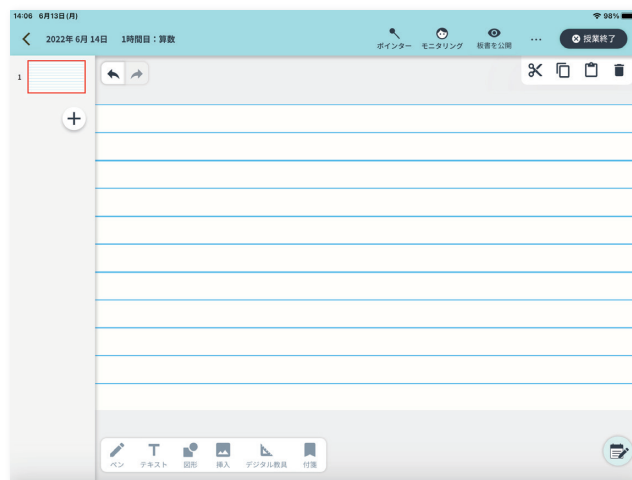 14:06 6月13日(月) 98%
2022年 6月 14日 1時間目:算数 ポインター モニタリング 板書を公開 … 授業終了
1
ペン テキスト 図形 挿入 デジタル教具 付箋